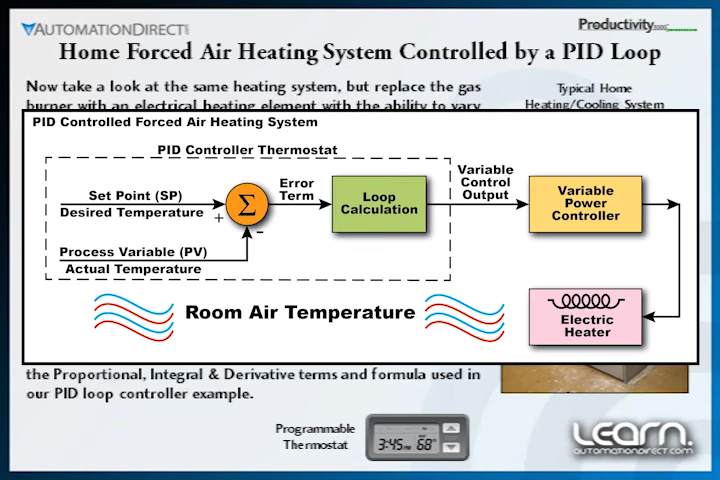 AUTOMATIONDIRECT
Productivity3000
Home Forced Air Heating System Controlled by a PID Loop
Now take a look at the same heating system, but replace the gas
burner with an electrical heating element with the ability to vary
Typical Home
Heating/Cooling System
PID Controlled Forced Air Heating System
PID Controller Thermostat
Set Point (SP)
Desired Temperature
+
Σ
-
Process Variable (PV)
Actual Temperature
Error
Term
Loop
Calculation
Variable
Control
Output
Variable
Power
Controller
Electric
Heater
Room Air Temperature
the Proportional, Integral & Derivative terms and formula used in
our PID loop controller example.
Programmable
Thermostat
3:45 PM 68°
LEARN.
automationdirect.com